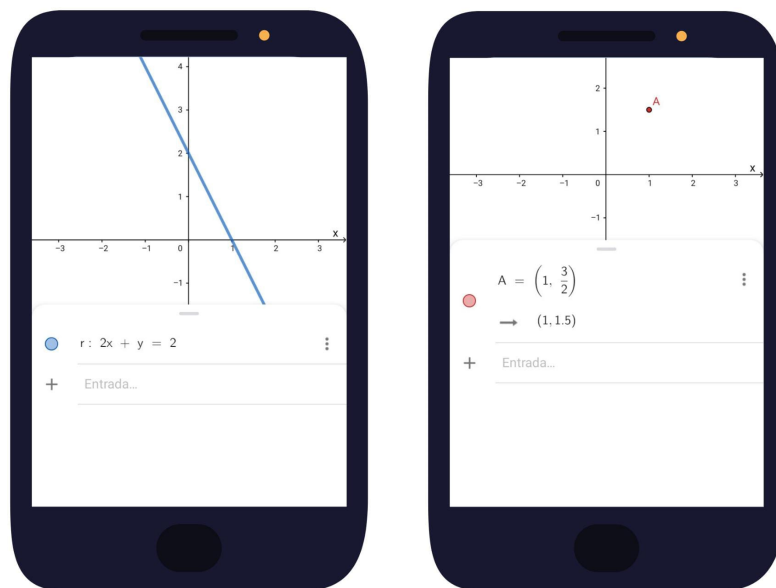 4
3
2
1
x
-3 -2 -1 0 1 2 3
-1
r : 2x + y = 2
Entrada...
2
A
1
x
-3 -2 -1 0 1 2 3
-1
A = (1, 3/2)
→ (1, 1.5)
Entrada...